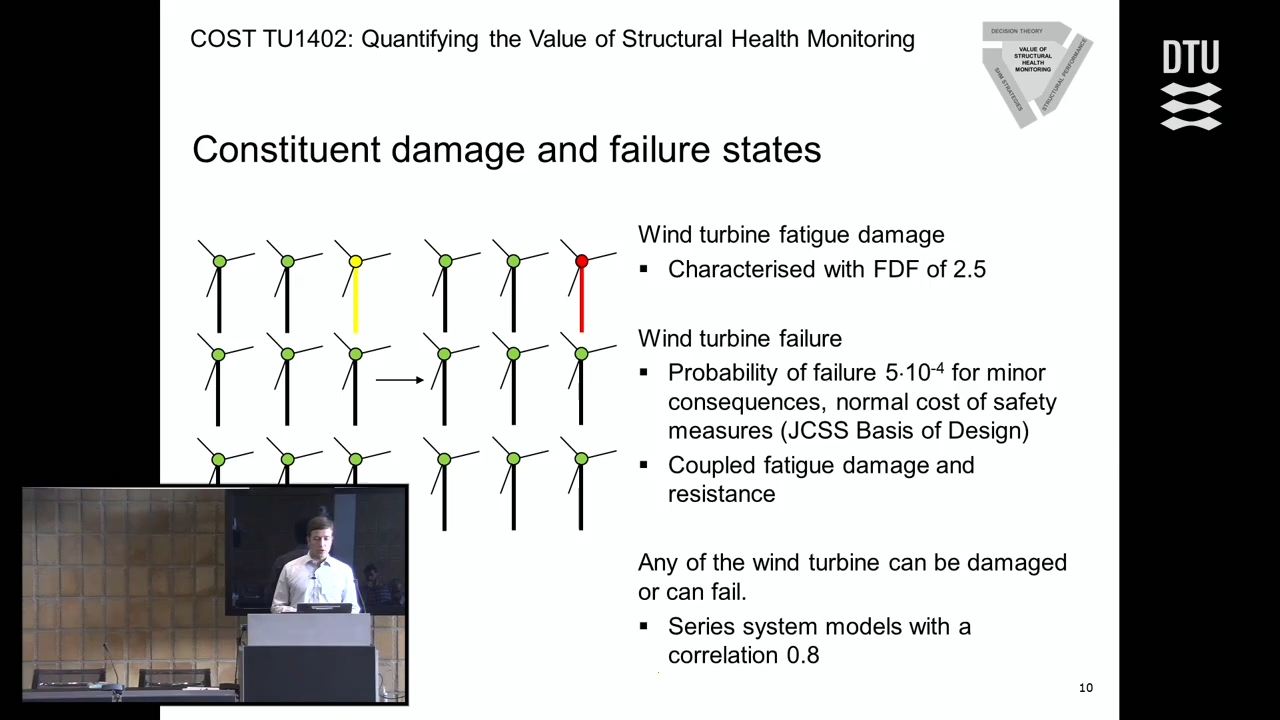 COST TU1402: Quantifying the Value of Structural Health Monitoring
DECISION THEORY
VALUE OF
STRUCTURAL
HEALTH
MONITORING
SHM STRATEGIES
STRUCTURAL PERFORMANCE
DTU
Constituent damage and failure states
Wind turbine fatigue damage
▪ Characterised with FDF of 2.5
Wind turbine failure
▪ Probability of failure 5·10⁻⁴ for minor
consequences, normal cost of safety
measures (JCSS Basis of Design)
▪ Coupled fatigue damage and
resistance
Any of the wind turbine can be damaged
or can fail.
▪ Series system models with a
correlation 0.8
10